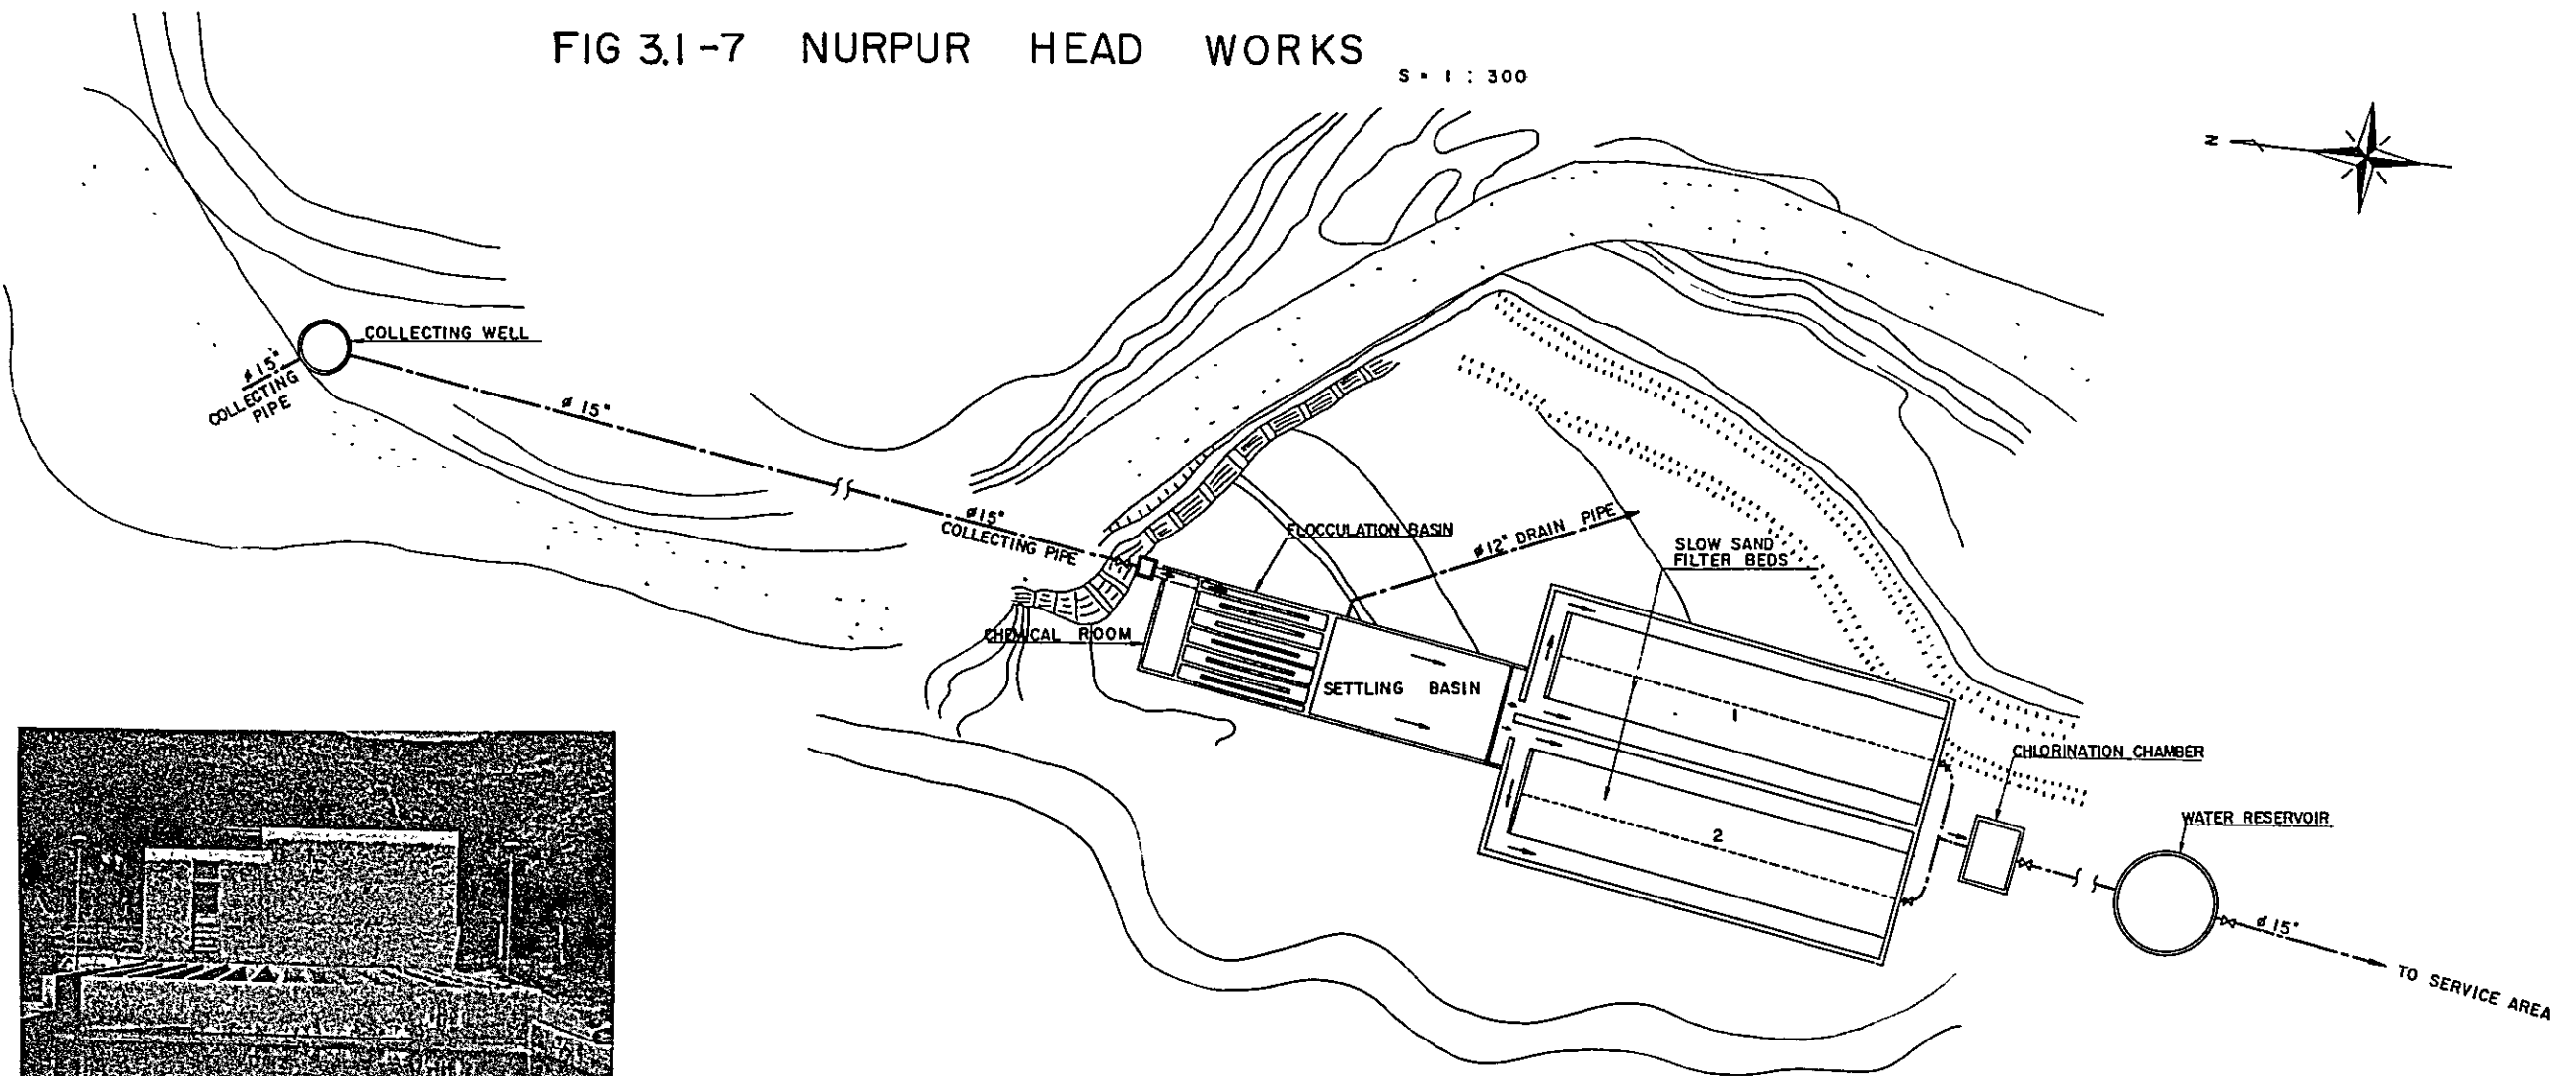 FIG 3.1-7 NURPUR HEAD WORKS
S = 1 : 300
N
COLLECTING WELL
ø 15"
COLLECTING
PIPE
ø 15"
ø15"
COLLECTING PIPE
FLOCCULATION BASIN
ø12" DRAIN PIPE
SLOW SAND
FILTER BEDS
CHEMICAL ROOM
SETTLING BASIN
1
2
CHLORINATION CHAMBER
WATER RESERVOIR
ø 15"
TO SERVICE AREA